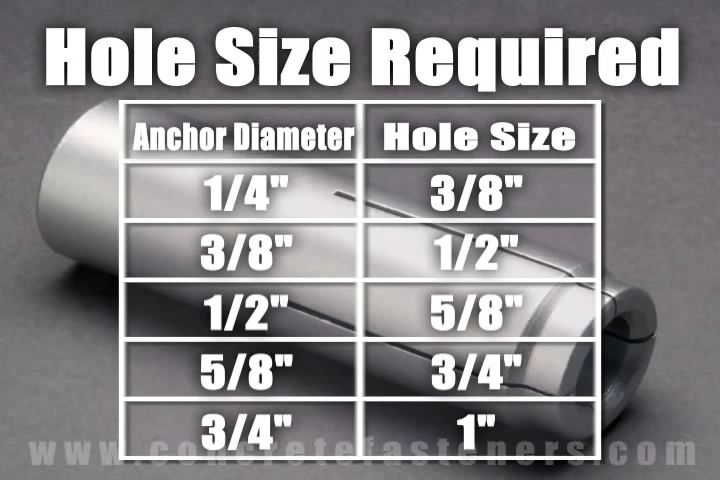 Hole Size Required
Anchor Diameter Hole Size
1/4" 3/8"
3/8" 1/2"
1/2" 5/8"
5/8" 3/4"
3/4" 1"
www.concretefasteners.com